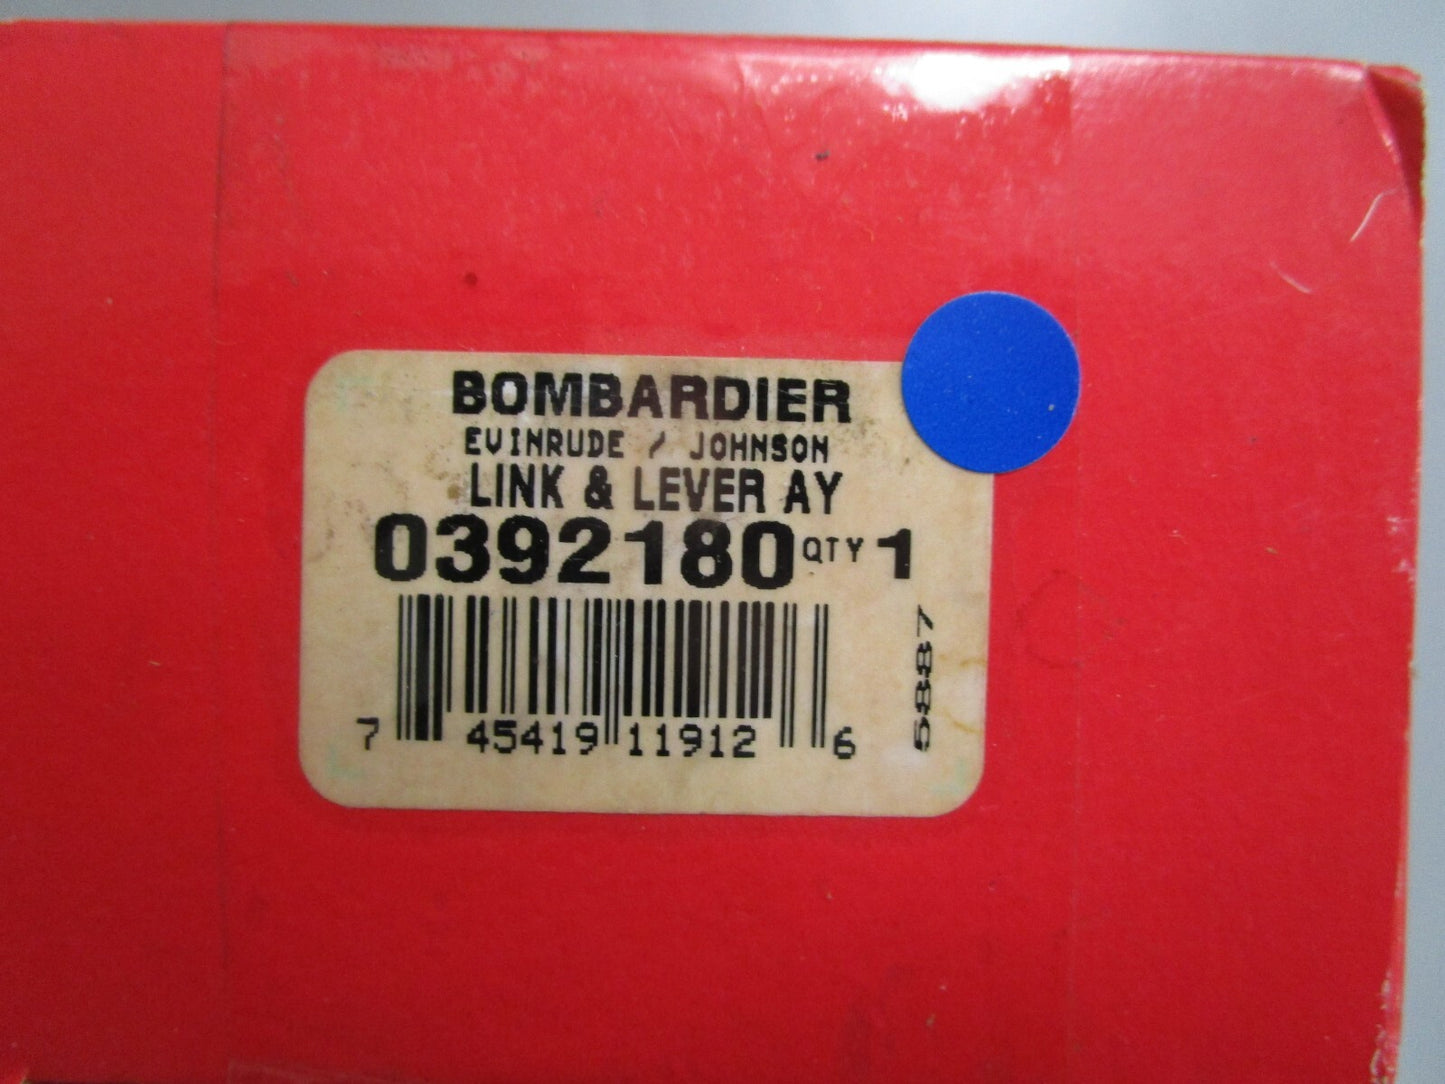 BOMBARDIER
EVINRUDE / JOHNSON
LINK & LEVER AY
0392180 QTY 1
7 45419 11912 6
5887